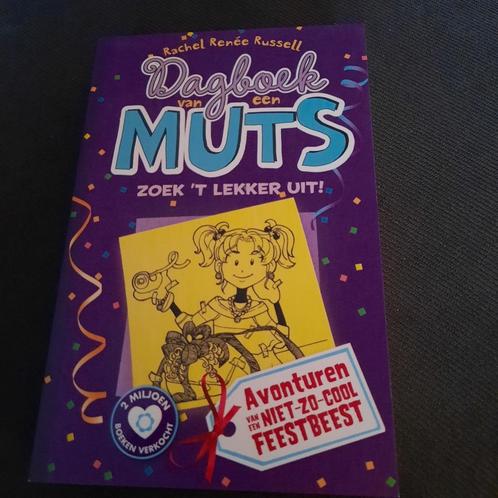 Rachel Renée Russell
Dagboek
van een
MUTS
ZOEK 'T LEKKER UIT!
Avonturen
VAN EEN NIET-ZO-COOL
FEESTBEEST
2 MILJOEN
BOEKEN VERKOCHT